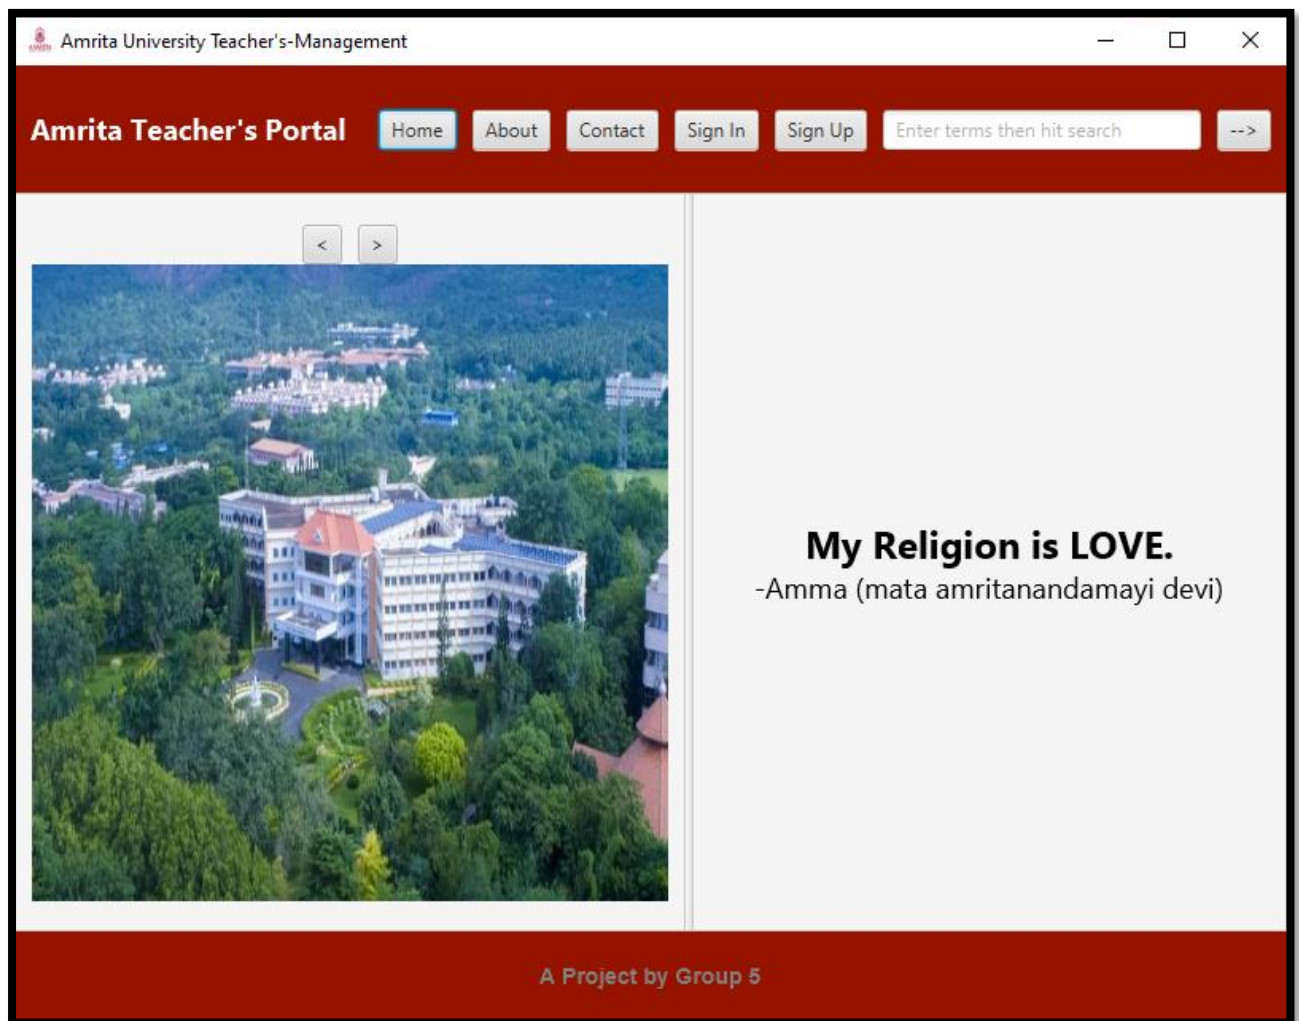 Amrita University Teacher's-Management
Amrita Teacher's Portal Home About Contact Sign In Sign Up Enter terms then hit search -->
< >
My Religion is LOVE.
-Amma (mata amritanandamayi devi)
A Project by Group 5